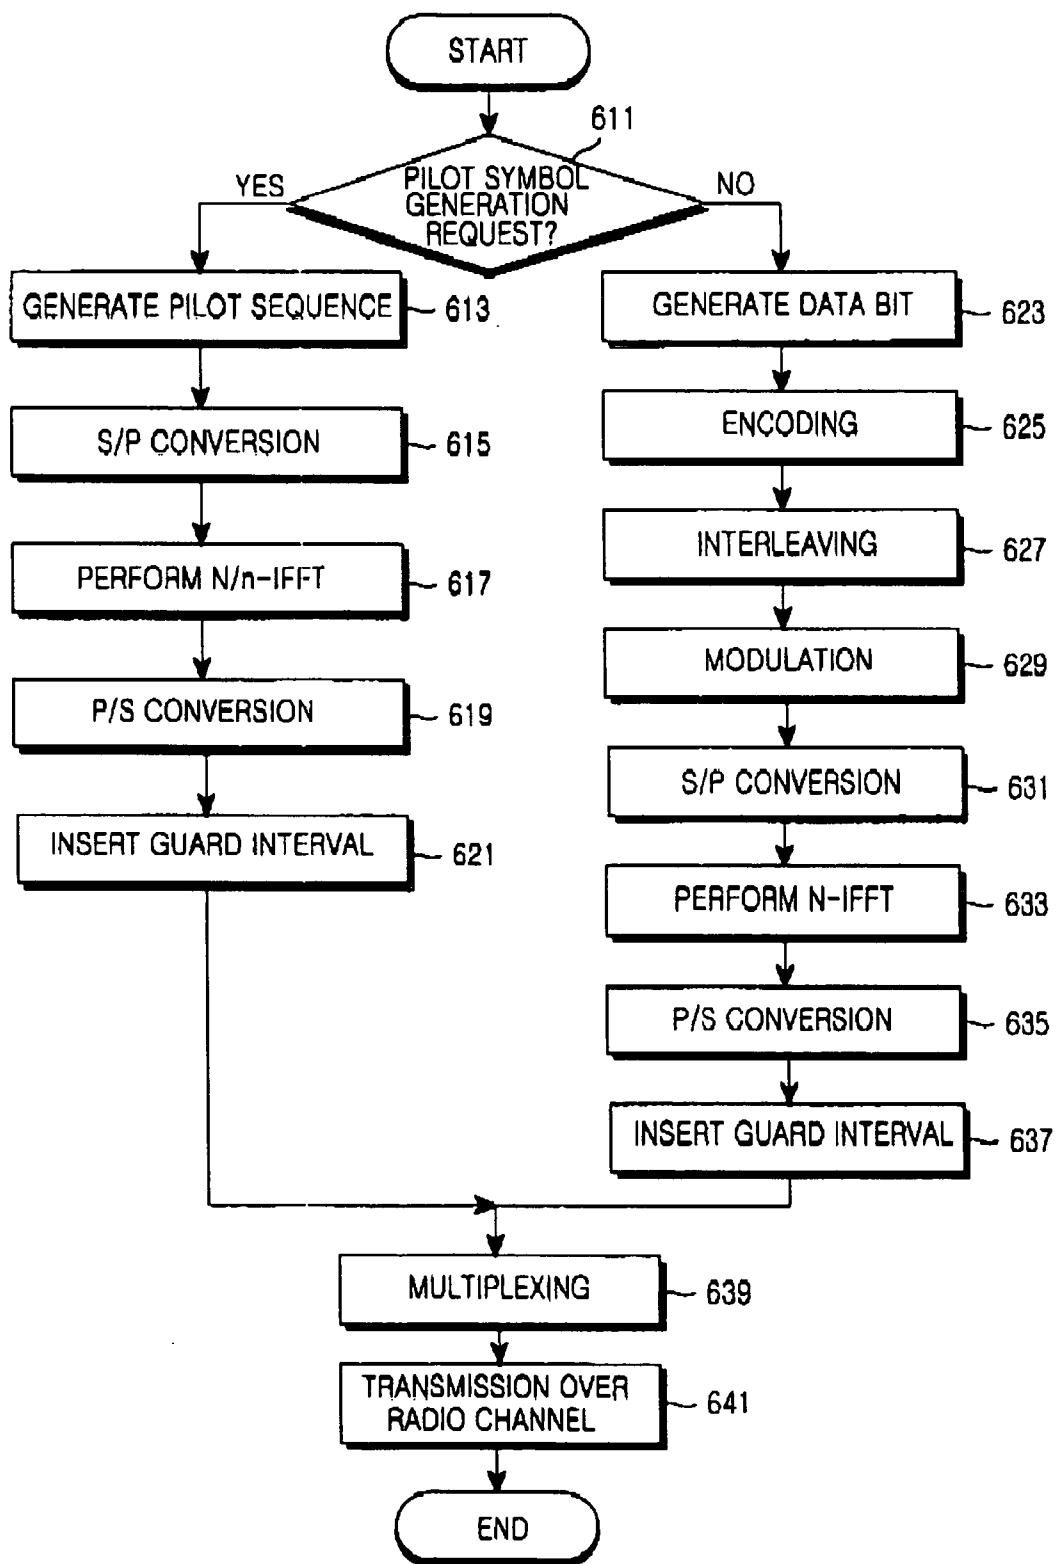 START
611
PILOT SYMBOL
GENERATION
REQUEST?
YES
NO
GENERATE PILOT SEQUENCE
613
S/P CONVERSION
615
PERFORM N/n-IFFT
617
P/S CONVERSION
619
INSERT GUARD INTERVAL
621
GENERATE DATA BIT
623
ENCODING
625
INTERLEAVING
627
MODULATION
629
S/P CONVERSION
631
PERFORM N-IFFT
633
P/S CONVERSION
635
INSERT GUARD INTERVAL
637
MULTIPLEXING
639
TRANSMISSION OVER
RADIO CHANNEL
641
END